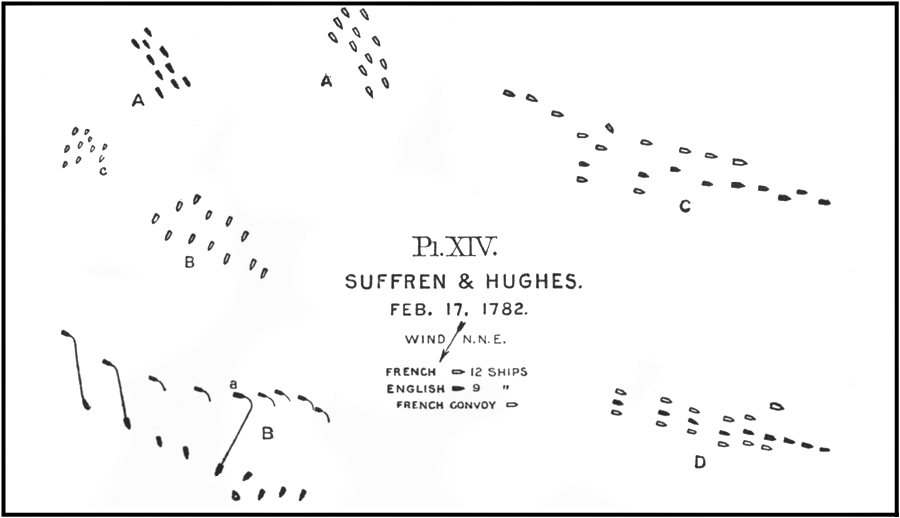 A
A
c
C
B
Pl. XIV.
SUFFREN & HUGHES.
FEB. 17, 1782.
WIND N.N.E.
FRENCH 12 SHIPS
ENGLISH 9 "
FRENCH CONVOY
a
B
D